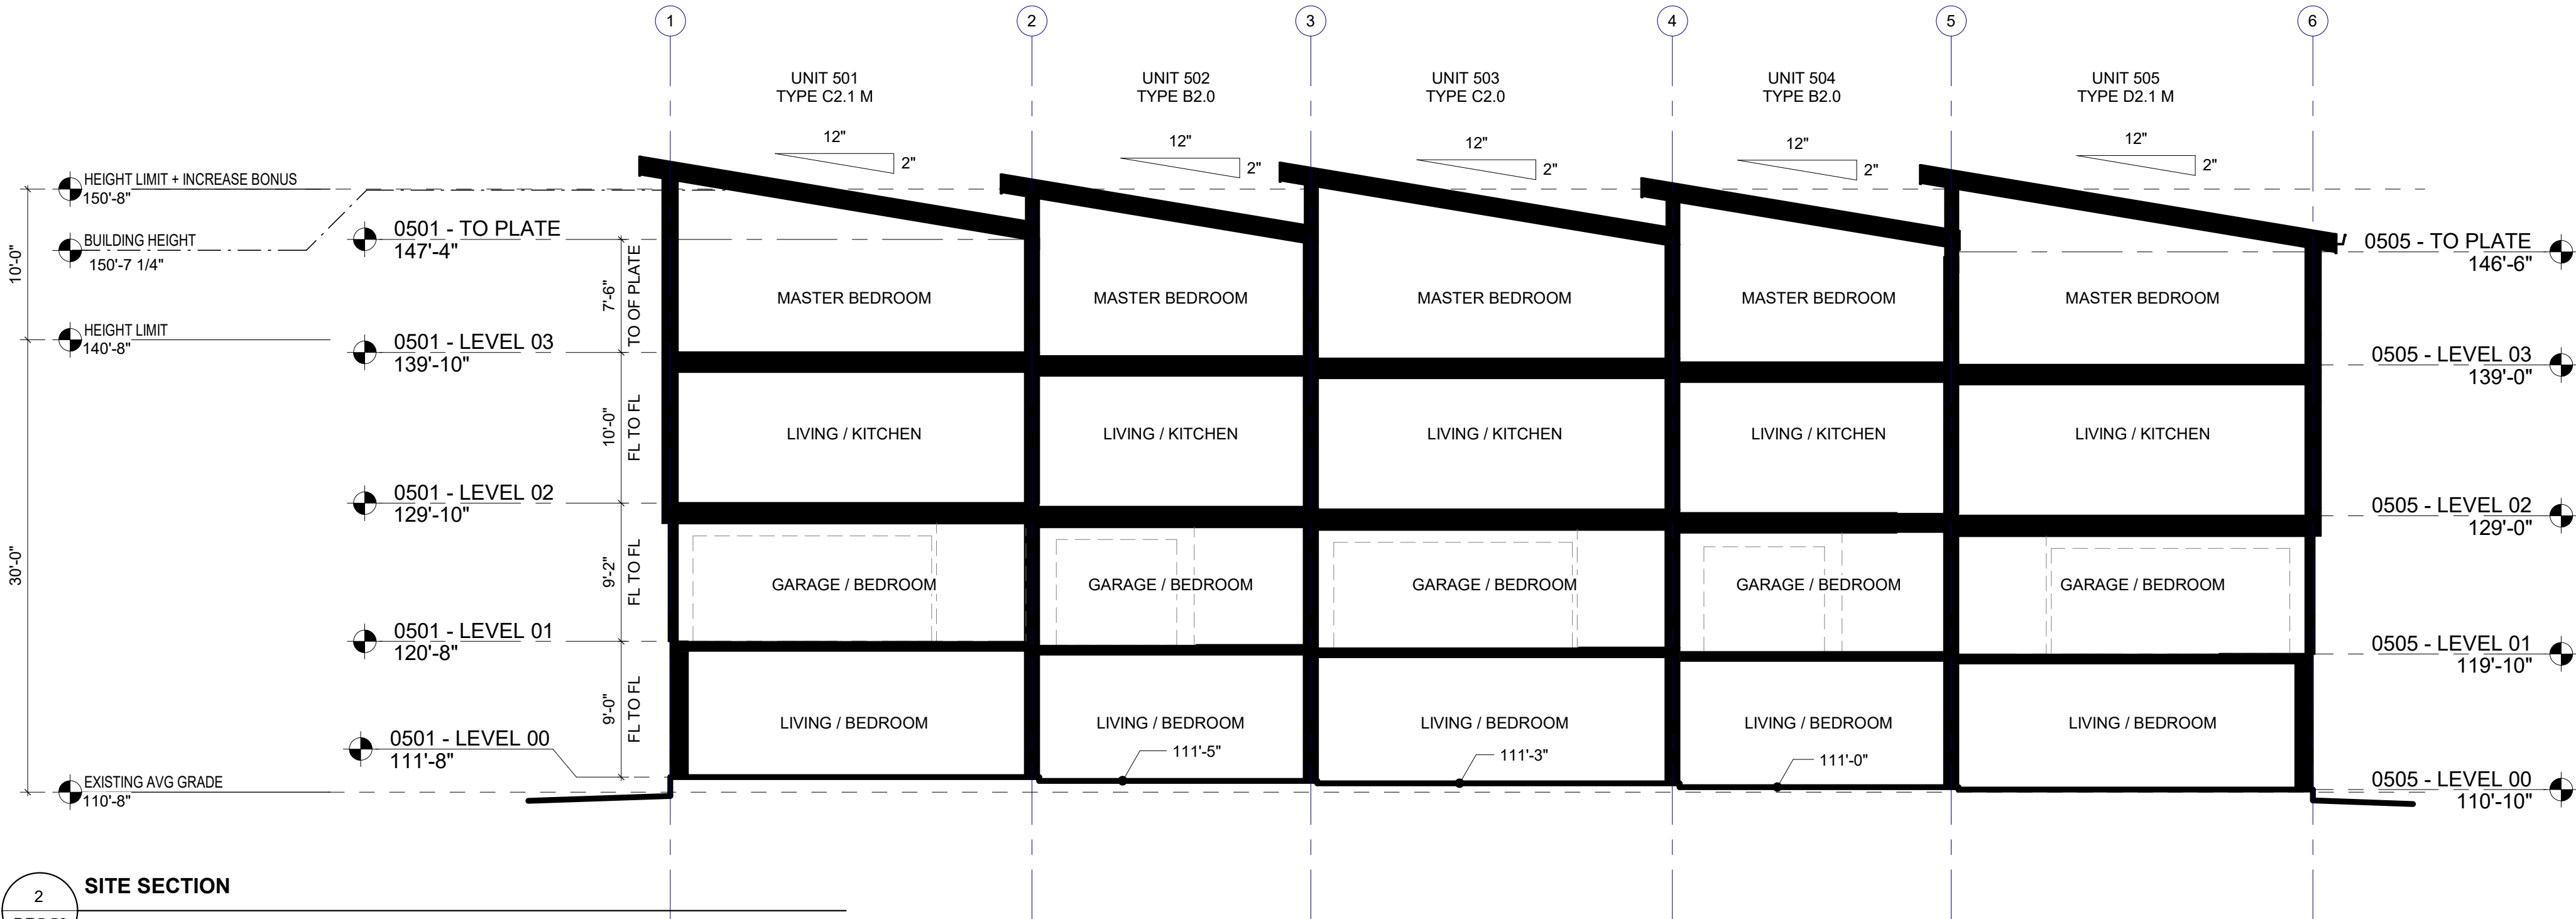 1
2
3
4
5
6
UNIT 501
TYPE C2.1 M
UNIT 502
TYPE B2.0
UNIT 503
TYPE C2.0
UNIT 504
TYPE B2.0
UNIT 505
TYPE D2.1 M
12"
2"
12"
2"
12"
2"
12"
2"
12"
2"
HEIGHT LIMIT + INCREASE BONUS
150'-8"
BUILDING HEIGHT
150'-7 1/4"
HEIGHT LIMIT
140'-8"
EXISTING AVG GRADE
110'-8"
10'-0"
30'-0"
0501 - TO PLATE
147'-4"
0501 - LEVEL 03
139'-10"
0501 - LEVEL 02
129'-10"
0501 - LEVEL 01
120'-8"
0501 - LEVEL 00
111'-8"
7'-6"
TO OF PLATE
10'-0"
FL TO FL
9'-2"
FL TO FL
9'-0"
FL TO FL
MASTER BEDROOM
MASTER BEDROOM
MASTER BEDROOM
MASTER BEDROOM
MASTER BEDROOM
LIVING / KITCHEN
LIVING / KITCHEN
LIVING / KITCHEN
LIVING / KITCHEN
LIVING / KITCHEN
GARAGE / BEDROOM
GARAGE / BEDROOM
GARAGE / BEDROOM
GARAGE / BEDROOM
GARAGE / BEDROOM
LIVING / BEDROOM
LIVING / BEDROOM
LIVING / BEDROOM
LIVING / BEDROOM
LIVING / BEDROOM
111'-5"
111'-3"
111'-0"
0505 - TO PLATE
146'-6"
0505 - LEVEL 03
139'-0"
0505 - LEVEL 02
129'-0"
0505 - LEVEL 01
119'-10"
0505 - LEVEL 00
110'-10"
2
SITE SECTION